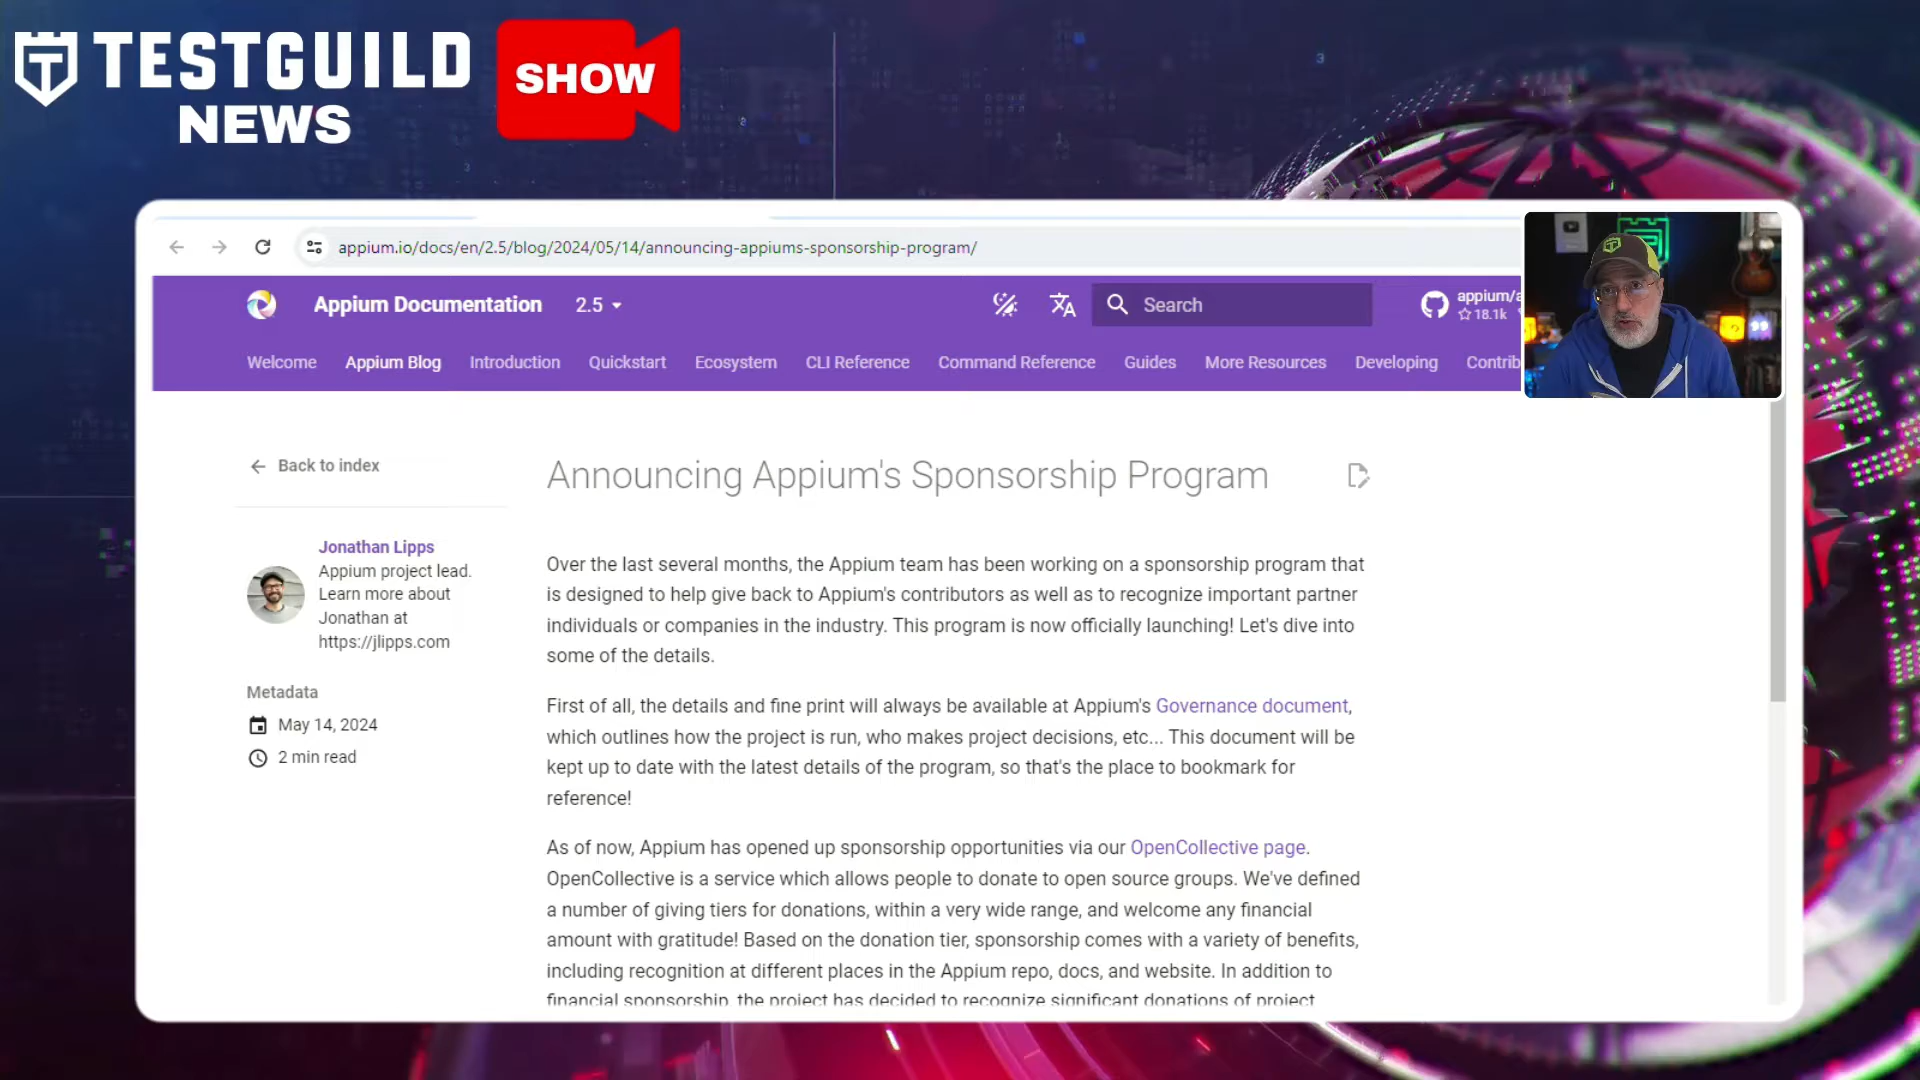 TESTGUILD
NEWS
SHOW
appium.io/docs/en/2.5/blog/2024/05/14/announcing-appiums-sponsorship-program/
Appium Documentation 2.5
Search
appium/a
18.1k
Welcome Appium Blog Introduction Quickstart Ecosystem CLI Reference Command Reference Guides More Resources Developing Contrib
Back to index
Announcing Appium's Sponsorship Program
Jonathan Lipps
Appium project lead.
Learn more about
Jonathan at
https://jlipps.com
Metadata
May 14, 2024
2 min read
Over the last several months, the Appium team has been working on a sponsorship program that
is designed to help give back to Appium's contributors as well as to recognize important partner
individuals or companies in the industry. This program is now officially launching! Let's dive into
some of the details.
First of all, the details and fine print will always be available at Appium's Governance document,
which outlines how the project is run, who makes project decisions, etc... This document will be
kept up to date with the latest details of the program, so that's the place to bookmark for
reference!
As of now, Appium has opened up sponsorship opportunities via our OpenCollective page.
OpenCollective is a service which allows people to donate to open source groups. We've defined
a number of giving tiers for donations, within a very wide range, and welcome any financial
amount with gratitude! Based on the donation tier, sponsorship comes with a variety of benefits,
including recognition at different places in the Appium repo, docs, and website. In addition to
financial sponsorship, the project has decided to recognize significant donations of project